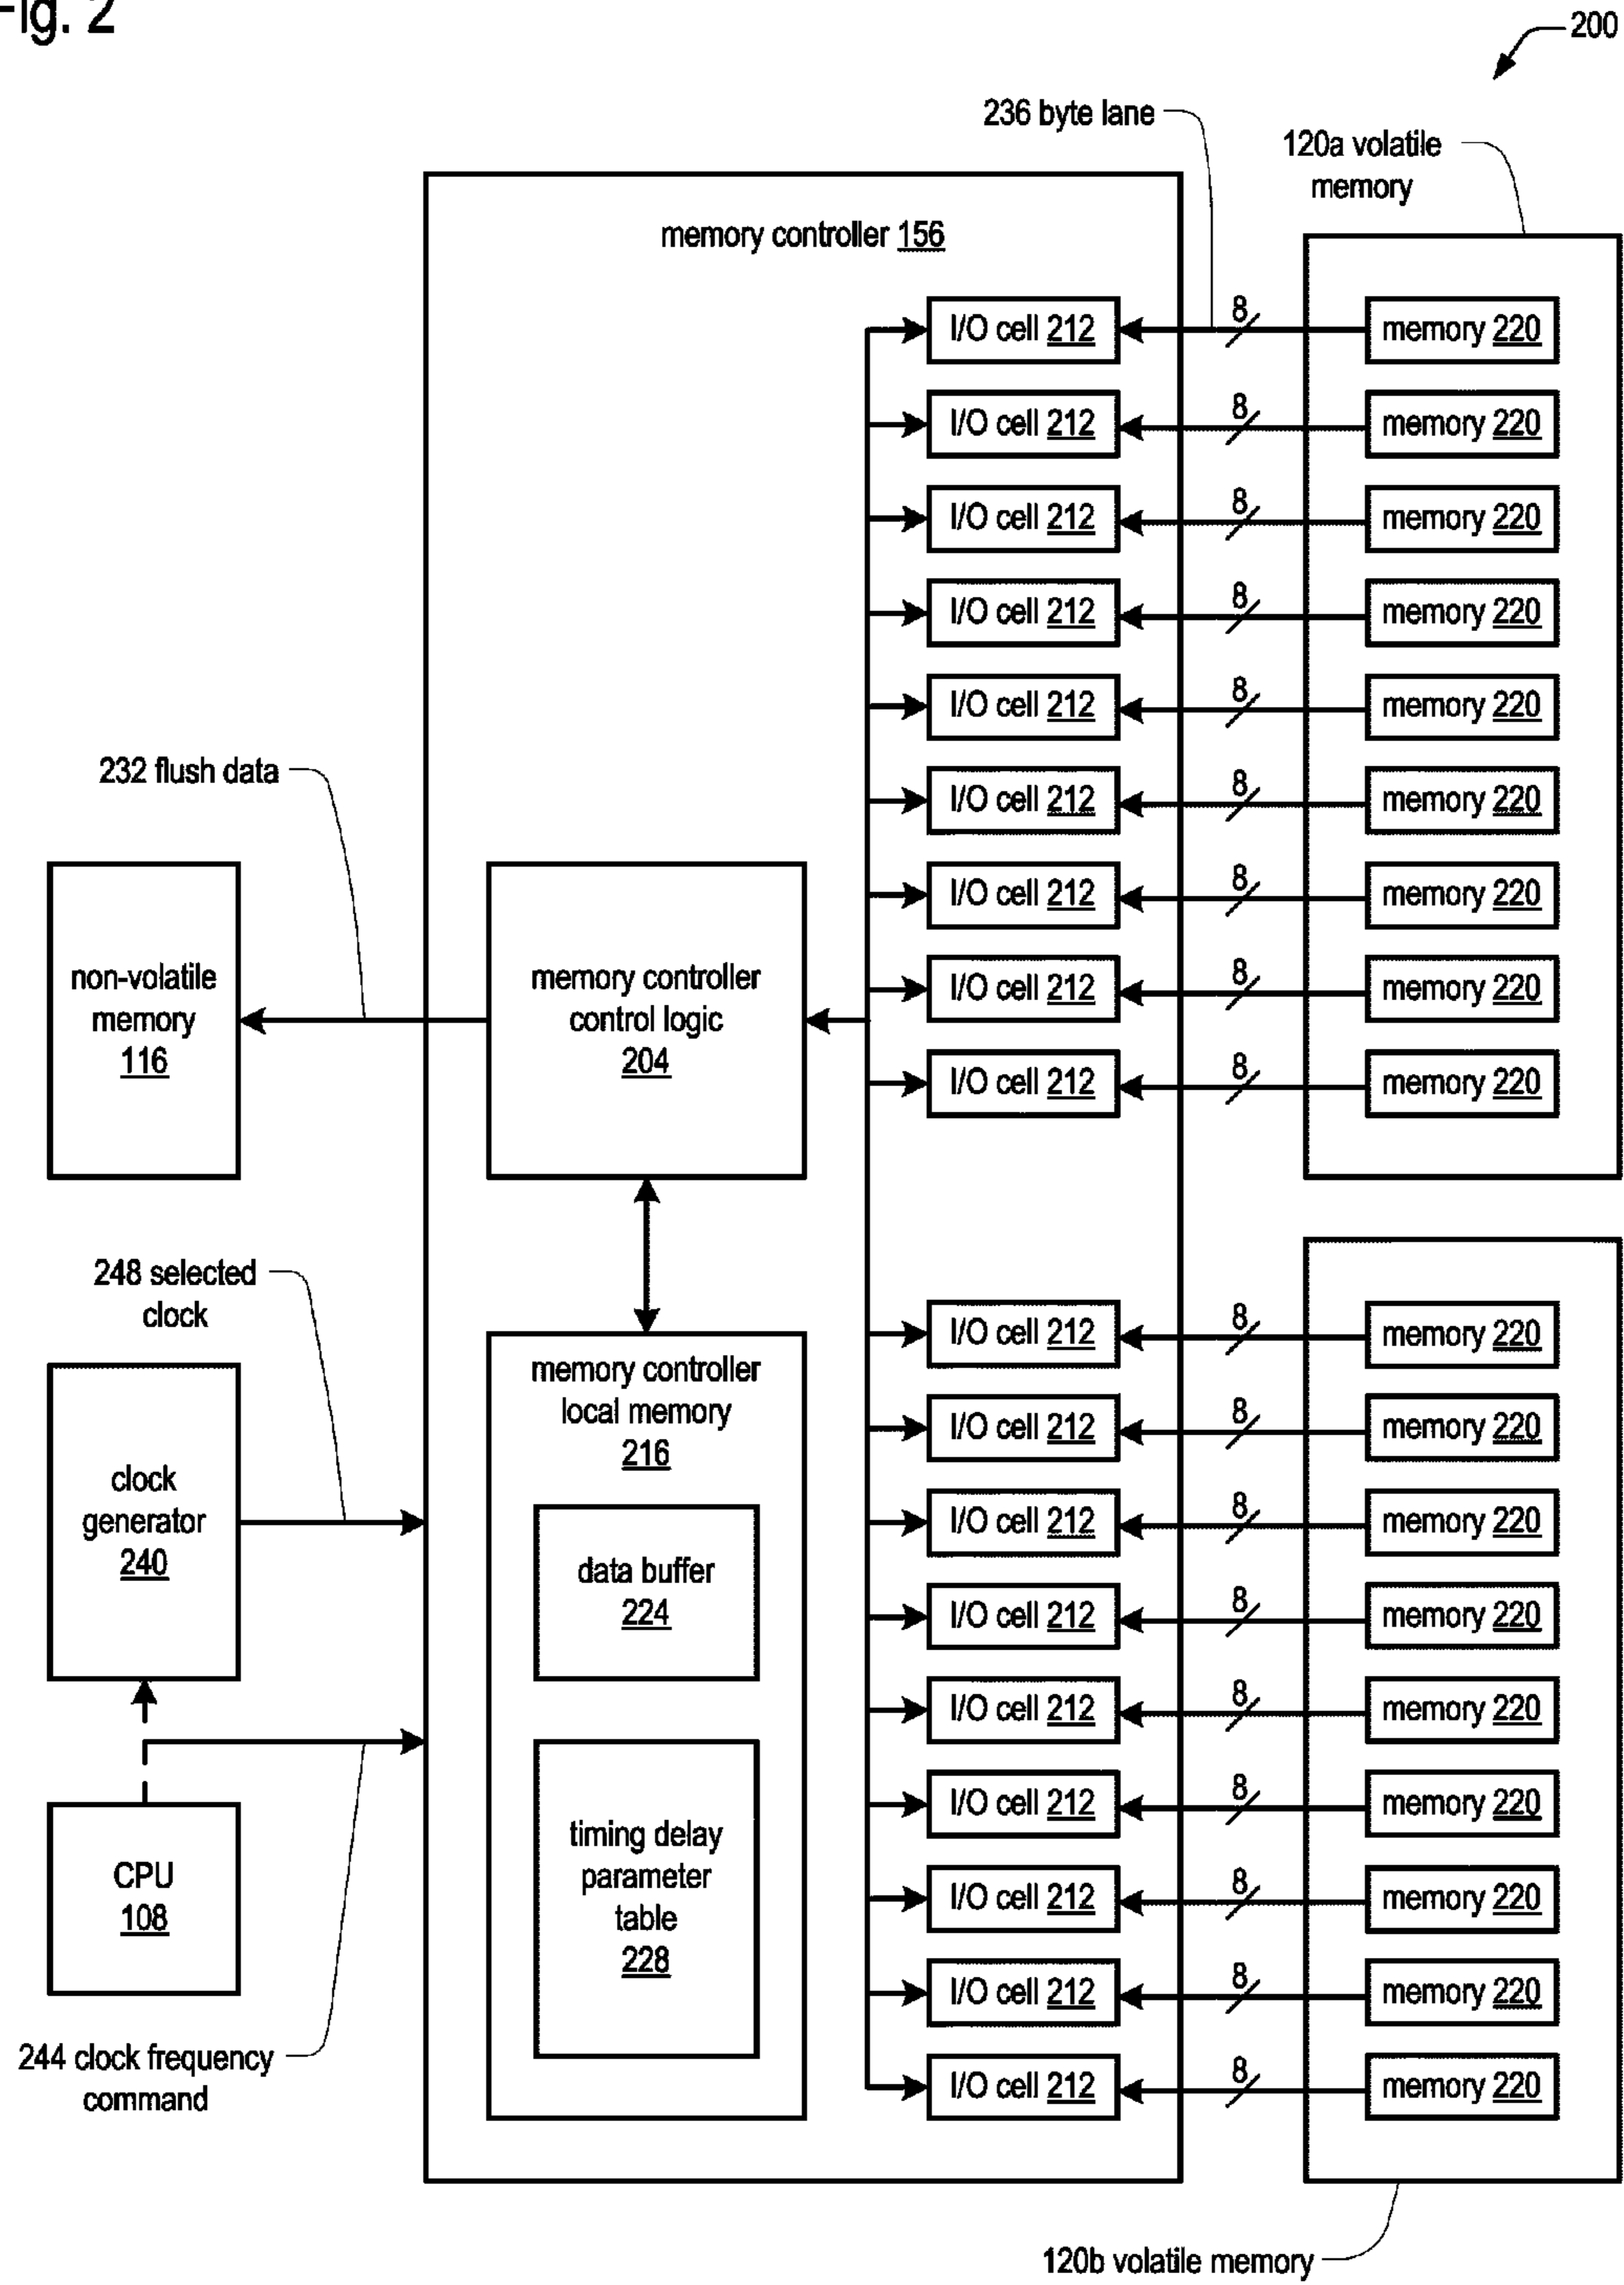 Fig. 2
200
236 byte lane
120a volatile
memory
memory controller 156
I/O cell 212
8
memory 220
I/O cell 212
8
memory 220
I/O cell 212
8
memory 220
I/O cell 212
8
memory 220
I/O cell 212
8
memory 220
I/O cell 212
8
memory 220
I/O cell 212
8
memory 220
I/O cell 212
8
memory 220
I/O cell 212
8
memory 220
232 flush data
non-volatile
memory
116
memory controller
control logic
204
248 selected
clock
clock
generator
240
memory controller
local memory
216
data buffer
224
timing delay
parameter
table
228
CPU
108
244 clock frequency
command
I/O cell 212
8
memory 220
I/O cell 212
8
memory 220
I/O cell 212
8
memory 220
I/O cell 212
8
memory 220
I/O cell 212
8
memory 220
I/O cell 212
8
memory 220
I/O cell 212
8
memory 220
I/O cell 212
8
memory 220
I/O cell 212
8
memory 220
120b volatile memory